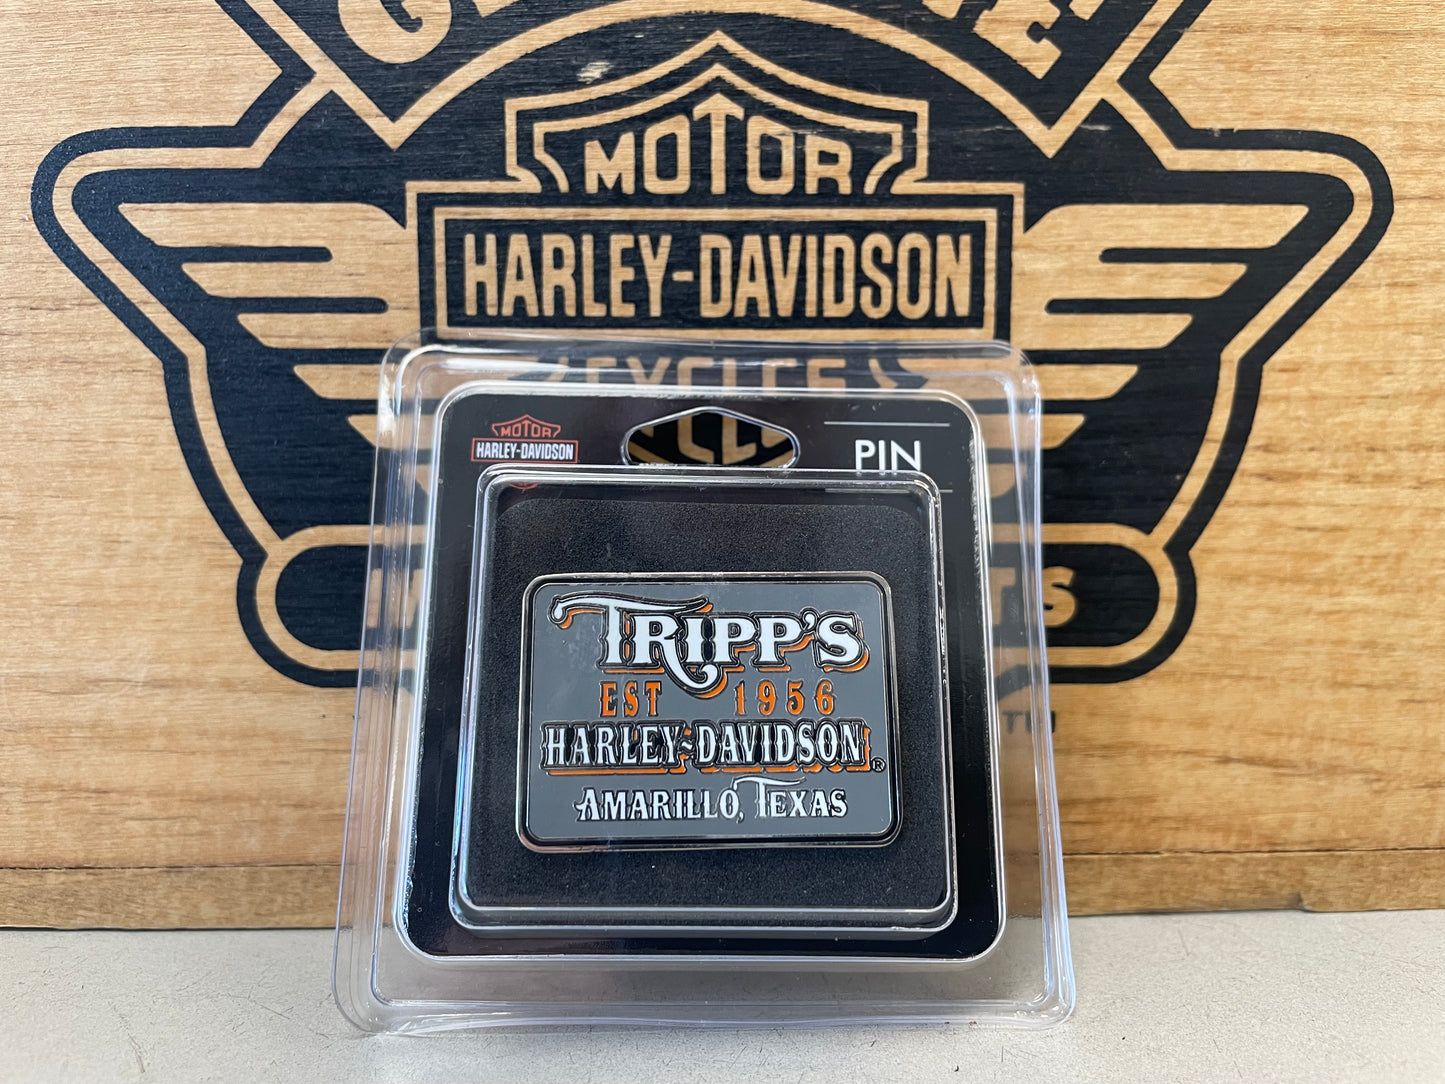 MOTOR
HARLEY-DAVIDSON
MOTOR
HARLEY-DAVIDSON
PIN
TRIPP'S
EST 1956
HARLEY-DAVIDSON®
AMARILLO, TEXAS